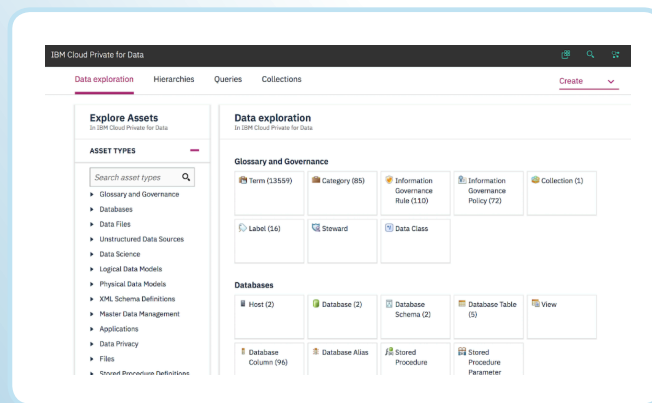 IBM Cloud Private for Data
Data exploration
Hierarchies
Queries
Collections
Create
Explore Assets
In IBM Cloud Private for Data
ASSET TYPES
Search asset types
Glossary and Governance
Databases
Data Files
Unstructured Data Sources
Data Science
Logical Data Models
Physical Data Models
XML Schema Definitions
Master Data Management
Applications
Data Privacy
Files
Stored Procedure Definitions
Data exploration
In IBM Cloud Private for Data
Glossary and Governance
Term (13559)
Category (85)
Information
Governance
Rule (110)
Information
Governance
Policy (72)
Collection (1)
Label (16)
Steward
Data Class
Databases
Host (2)
Database (2)
Database
Schema (2)
Database Table
(5)
View
Database
Column (96)
Database Alias
Stored
Procedure
Stored
Procedure
Parameter